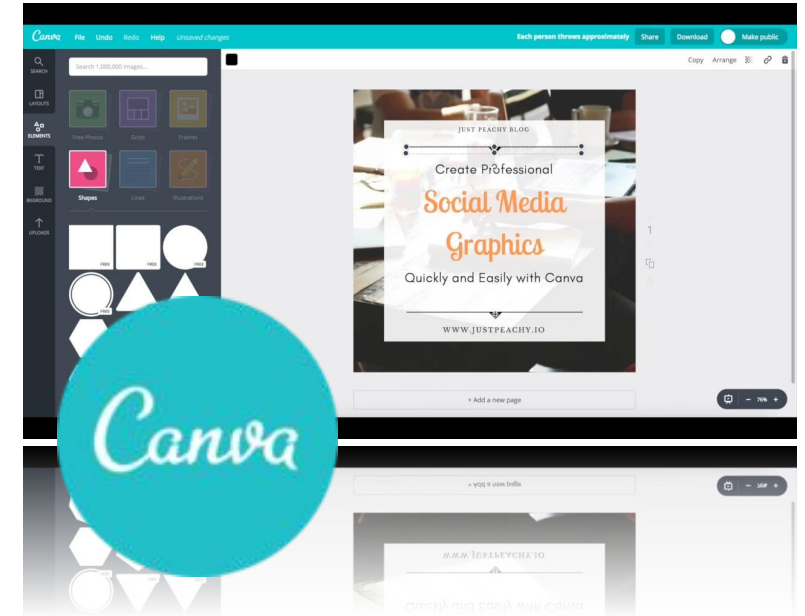 Canva File Undo Redo Help Unsaved changes Each person throws approximately Share Download Make public
SEARCH
Search 1,000,000 images...
Copy Arrange
LAYOUTS
ELEMENTS
Free Photos Grids Frames
TEXT
BKGROUND
Shapes Lines Illustrations
UPLOADS
FREE FREE FREE
FREE
JUST PEACHY BLOG
Create Professional
Social Media
Graphics
Quickly and Easily with Canva
WWW.JUSTPEACHY.IO
1
+ Add a new page
− 76% +
Canva